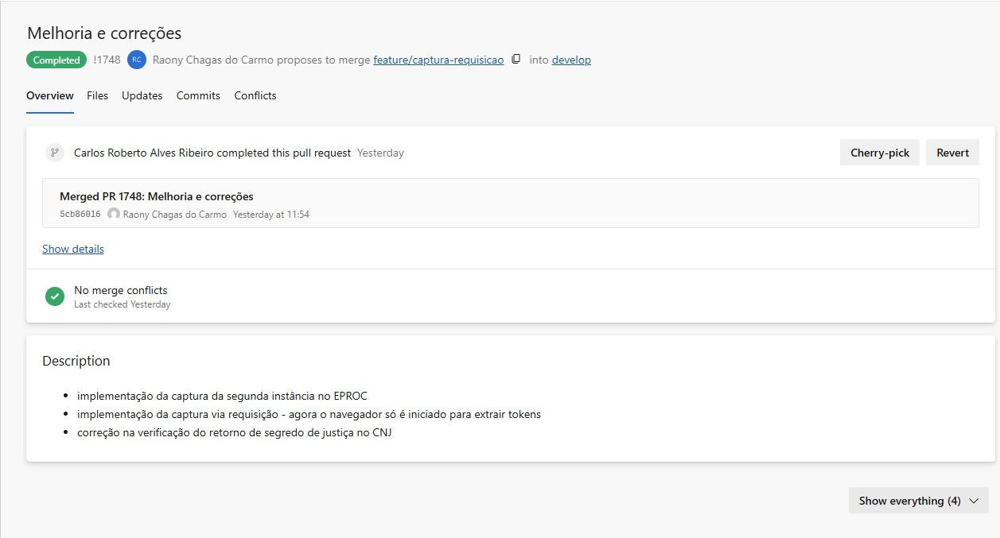 Melhoria e correções
Completed !1748 RC Raony Chagas do Carmo proposes to merge feature/captura-requisicao into develop
Overview Files Updates Commits Conflicts
Carlos Roberto Alves Ribeiro completed this pull request Yesterday Cherry-pick Revert
Merged PR 1748: Melhoria e correções
5cb86016 Raony Chagas do Carmo Yesterday at 11:54
Show details
No merge conflicts
Last checked Yesterday
Description
• implementação da captura da segunda instância no EPROC
• implementação da captura via requisição - agora o navegador só é iniciado para extrair tokens
• correção na verificação do retorno de segredo de justiça no CNJ
Show everything (4)